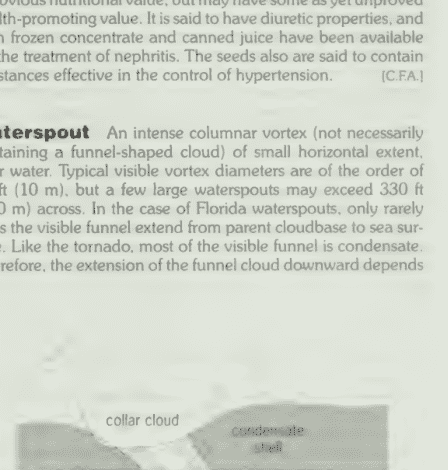 obvious nutritional value, but may have some as yet unproved
lth-promoting value. It is said to have diuretic properties, and
n frozen concentrate and canned juice have been available
the treatment of nephritis. The seeds also are said to contain
stances effective in the control of hypertension. [C.FA.]
aterspout An intense columnar vortex (not necessarily
taining a funnel-shaped cloud) of small horizontal extent,
r water. Typical visible vortex diameters are of the order of
ft (10 m), but a few large waterspouts may exceed 330 ft
0 m) across. In the case of Florida waterspouts, only rarely
s the visible funnel extend from parent cloudbase to sea sur-
e. Like the tornado, most of the visible funnel is condensate.
refore, the extension of the funnel cloud downward depends
collar cloud
condensate
shell